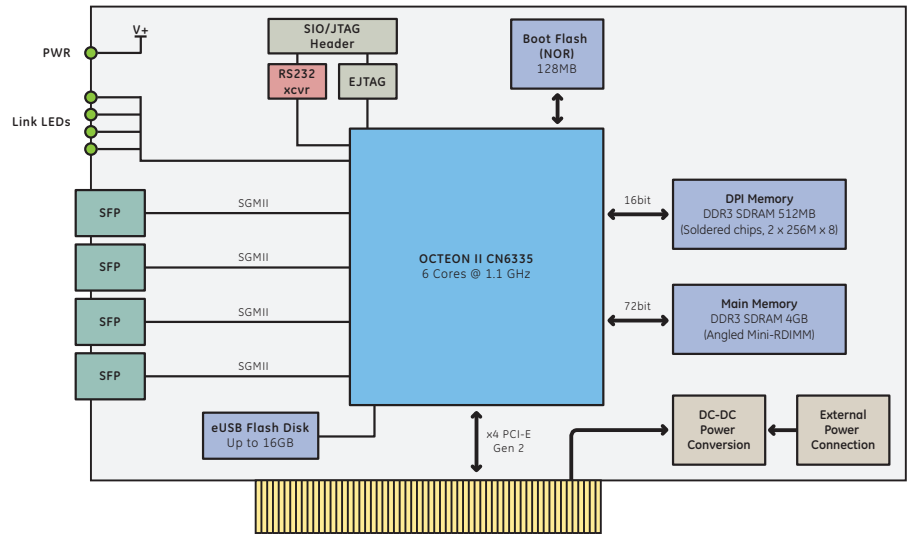 V+
PWR
Link LEDs
SIO/JTAG
Header
RS232
xcvr
EJTAG
Boot Flash
(NOR)
128MB
SFP
SGMII
SFP
SGMII
SFP
SGMII
SFP
SGMII
OCTEON II CN6335
6 Cores @ 1.1 GHz
16bit
DPI Memory
DDR3 SDRAM 512MB
(Soldered chips, 2 x 256M x 8)
72bit
Main Memory
DDR3 SDRAM 4GB
(Angled Mini-RDIMM)
eUSB Flash Disk
Up to 16GB
x4 PCI-E
Gen 2
DC-DC
Power
Conversion
External
Power
Connection